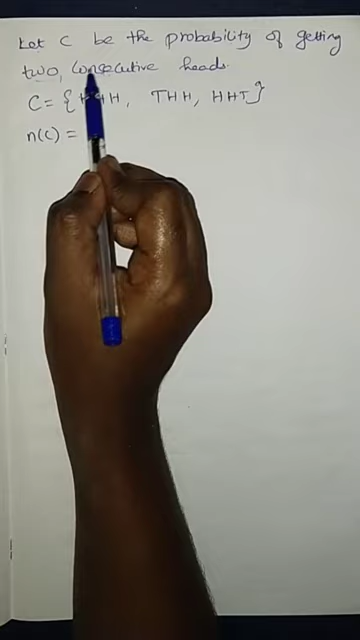 Let C be the probability of getting
two, consecutive heads.
C = { HHH, THH, HHT }
n(C) =